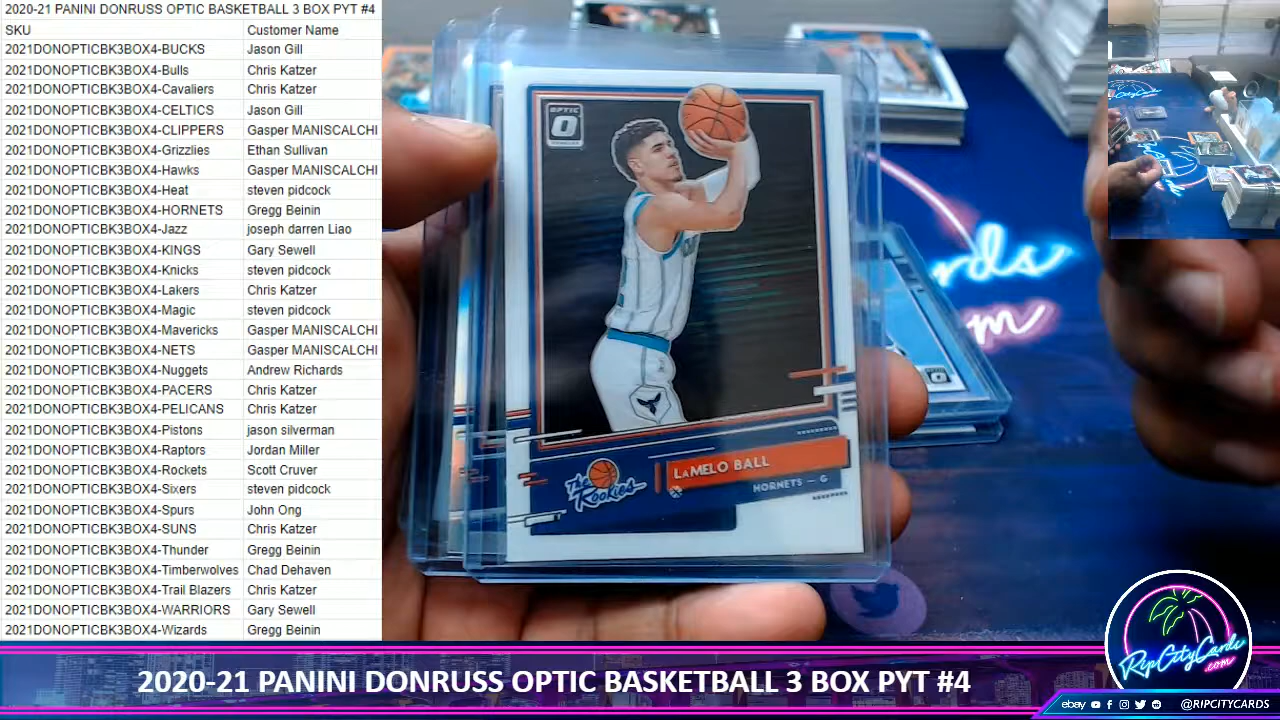 2020-21 PANINI DONRUSS OPTIC BASKETBALL 3 BOX PYT #4
SKU Customer Name
2021DONOPTICBK3BOX4-BUCKS Jason Gill
2021DONOPTICBK3BOX4-Bulls Chris Katzer
2021DONOPTICBK3BOX4-Cavaliers Chris Katzer
2021DONOPTICBK3BOX4-CELTICS Jason Gill
2021DONOPTICBK3BOX4-CLIPPERS Gasper MANISCALCHI
2021DONOPTICBK3BOX4-Grizzlies Ethan Sullivan
2021DONOPTICBK3BOX4-Hawks Gasper MANISCALCHI
2021DONOPTICBK3BOX4-Heat steven pidcock
2021DONOPTICBK3BOX4-HORNETS Gregg Beinin
2021DONOPTICBK3BOX4-Jazz joseph darren Liao
2021DONOPTICBK3BOX4-KINGS Gary Sewell
2021DONOPTICBK3BOX4-Knicks steven pidcock
2021DONOPTICBK3BOX4-Lakers Chris Katzer
2021DONOPTICBK3BOX4-Magic steven pidcock
2021DONOPTICBK3BOX4-Mavericks Gasper MANISCALCHI
2021DONOPTICBK3BOX4-NETS Gasper MANISCALCHI
2021DONOPTICBK3BOX4-Nuggets Andrew Richards
2021DONOPTICBK3BOX4-PACERS Chris Katzer
2021DONOPTICBK3BOX4-PELICANS Chris Katzer
2021DONOPTICBK3BOX4-Pistons jason silverman
2021DONOPTICBK3BOX4-Raptors Jordan Miller
2021DONOPTICBK3BOX4-Rockets Scott Cruver
2021DONOPTICBK3BOX4-Sixers steven pidcock
2021DONOPTICBK3BOX4-Spurs John Ong
2021DONOPTICBK3BOX4-SUNS Chris Katzer
2021DONOPTICBK3BOX4-Thunder Gregg Beinin
2021DONOPTICBK3BOX4-Timberwolves Chad Dehaven
2021DONOPTICBK3BOX4-Trail Blazers Chris Katzer
2021DONOPTICBK3BOX4-WARRIORS Gary Sewell
2021DONOPTICBK3BOX4-Wizards Gregg Beinin
OPTIC
O
The Rookies
LaMELO BALL
HORNETS – G
rds
m
2020-21 PANINI DONRUSS OPTIC BASKETBALL 3 BOX PYT #4
RipCityCards
.com
ebay @RIPCITYCARDS